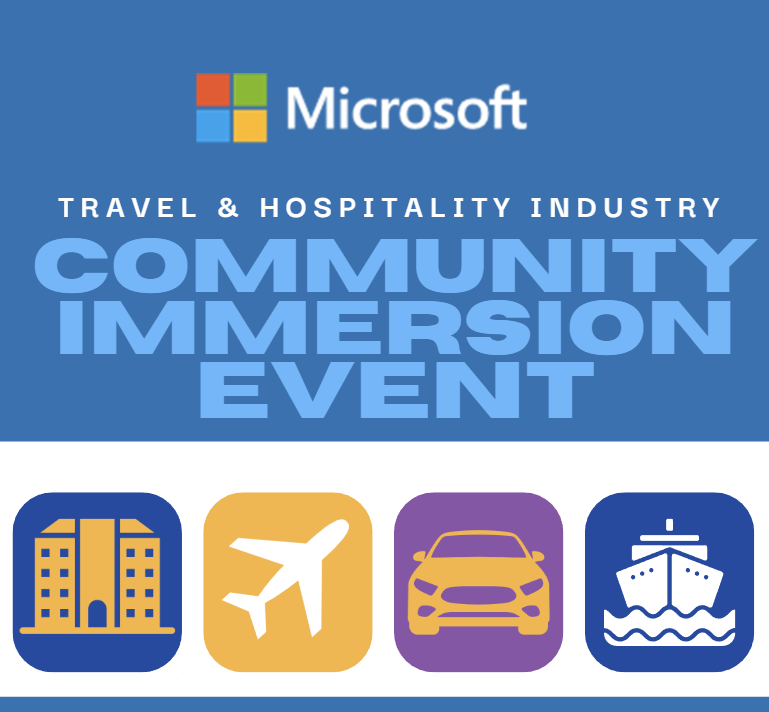 Microsoft
TRAVEL & HOSPITALITY INDUSTRY
COMMUNITY
IMMERSION
EVENT